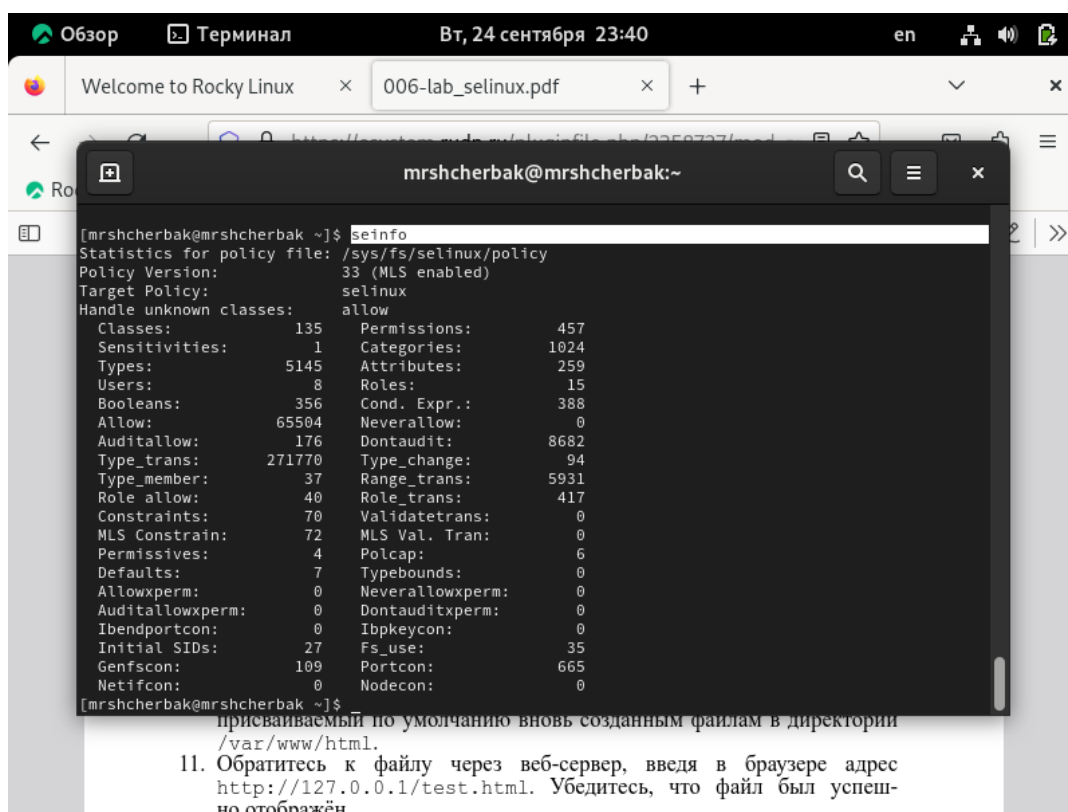 Обзор Терминал Вт, 24 сентября 23:40 en
Welcome to Rocky Linux × 006-lab_selinux.pdf × +
mrshcherbak@mrshcherbak:~
Ro
[mrshcherbak@mrshcherbak ~]$ seinfo
Statistics for policy file: /sys/fs/selinux/policy
Policy Version: 33 (MLS enabled)
Target Policy: selinux
Handle unknown classes: allow
Classes: 135 Permissions: 457
Sensitivities: 1 Categories: 1024
Types: 5145 Attributes: 259
Users: 8 Roles: 15
Booleans: 356 Cond. Expr.: 388
Allow: 65504 Neverallow: 0
Auditallow: 176 Dontaudit: 8682
Type_trans: 271770 Type_change: 94
Type_member: 37 Range_trans: 5931
Role allow: 40 Role_trans: 417
Constraints: 70 Validatetrans: 0
MLS Constrain: 72 MLS Val. Tran: 0
Permissives: 4 Polcap: 6
Defaults: 7 Typebounds: 0
Allowxperm: 0 Neverallowxperm: 0
Auditallowxperm: 0 Dontauditxperm: 0
Ibendportcon: 0 Ibpkeycon: 0
Initial SIDs: 27 Fs_use: 35
Genfscon: 109 Portcon: 665
Netifcon: 0 Nodecon: 0
[mrshcherbak@mrshcherbak ~]$
присваиваемый по умолчанию вновь созданным файлам в директории
/var/www/html.
11. Обратитесь к файлу через веб-сервер, введя в браузере адрес
http://127.0.0.1/test.html. Убедитесь, что файл был успеш-
но отображён